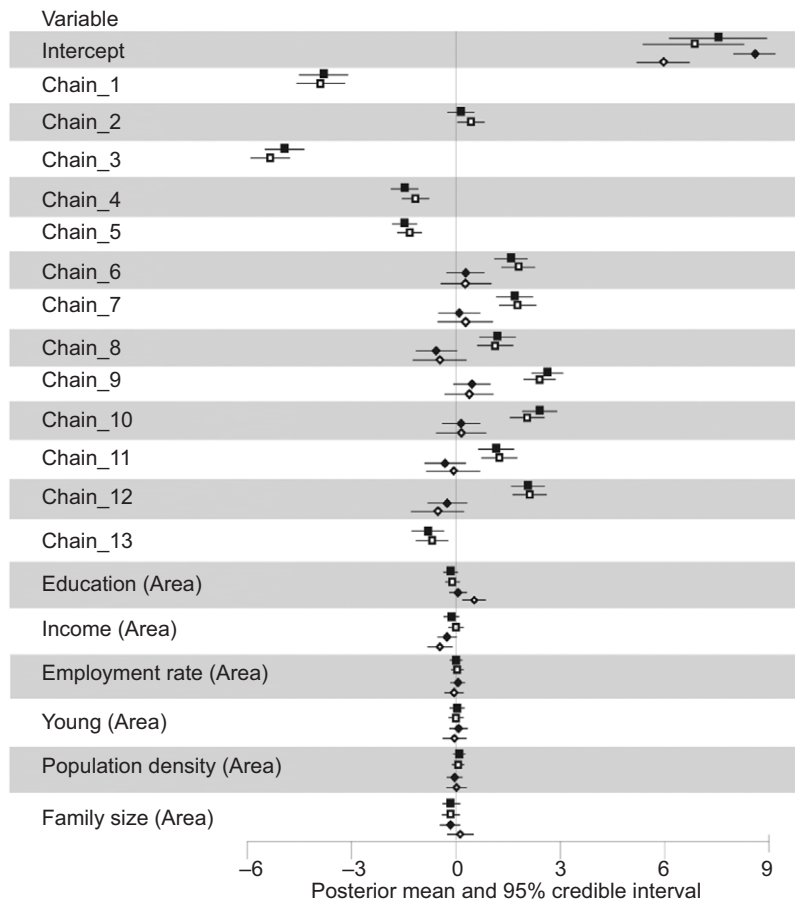 Variable
Intercept
Chain_1
Chain_2
Chain_3
Chain_4
Chain_5
Chain_6
Chain_7
Chain_8
Chain_9
Chain_10
Chain_11
Chain_12
Chain_13
Education (Area)
Income (Area)
Employment rate (Area)
Young (Area)
Population density (Area)
Family size (Area)
–6 –3 0 3 6 9
Posterior mean and 95% credible interval